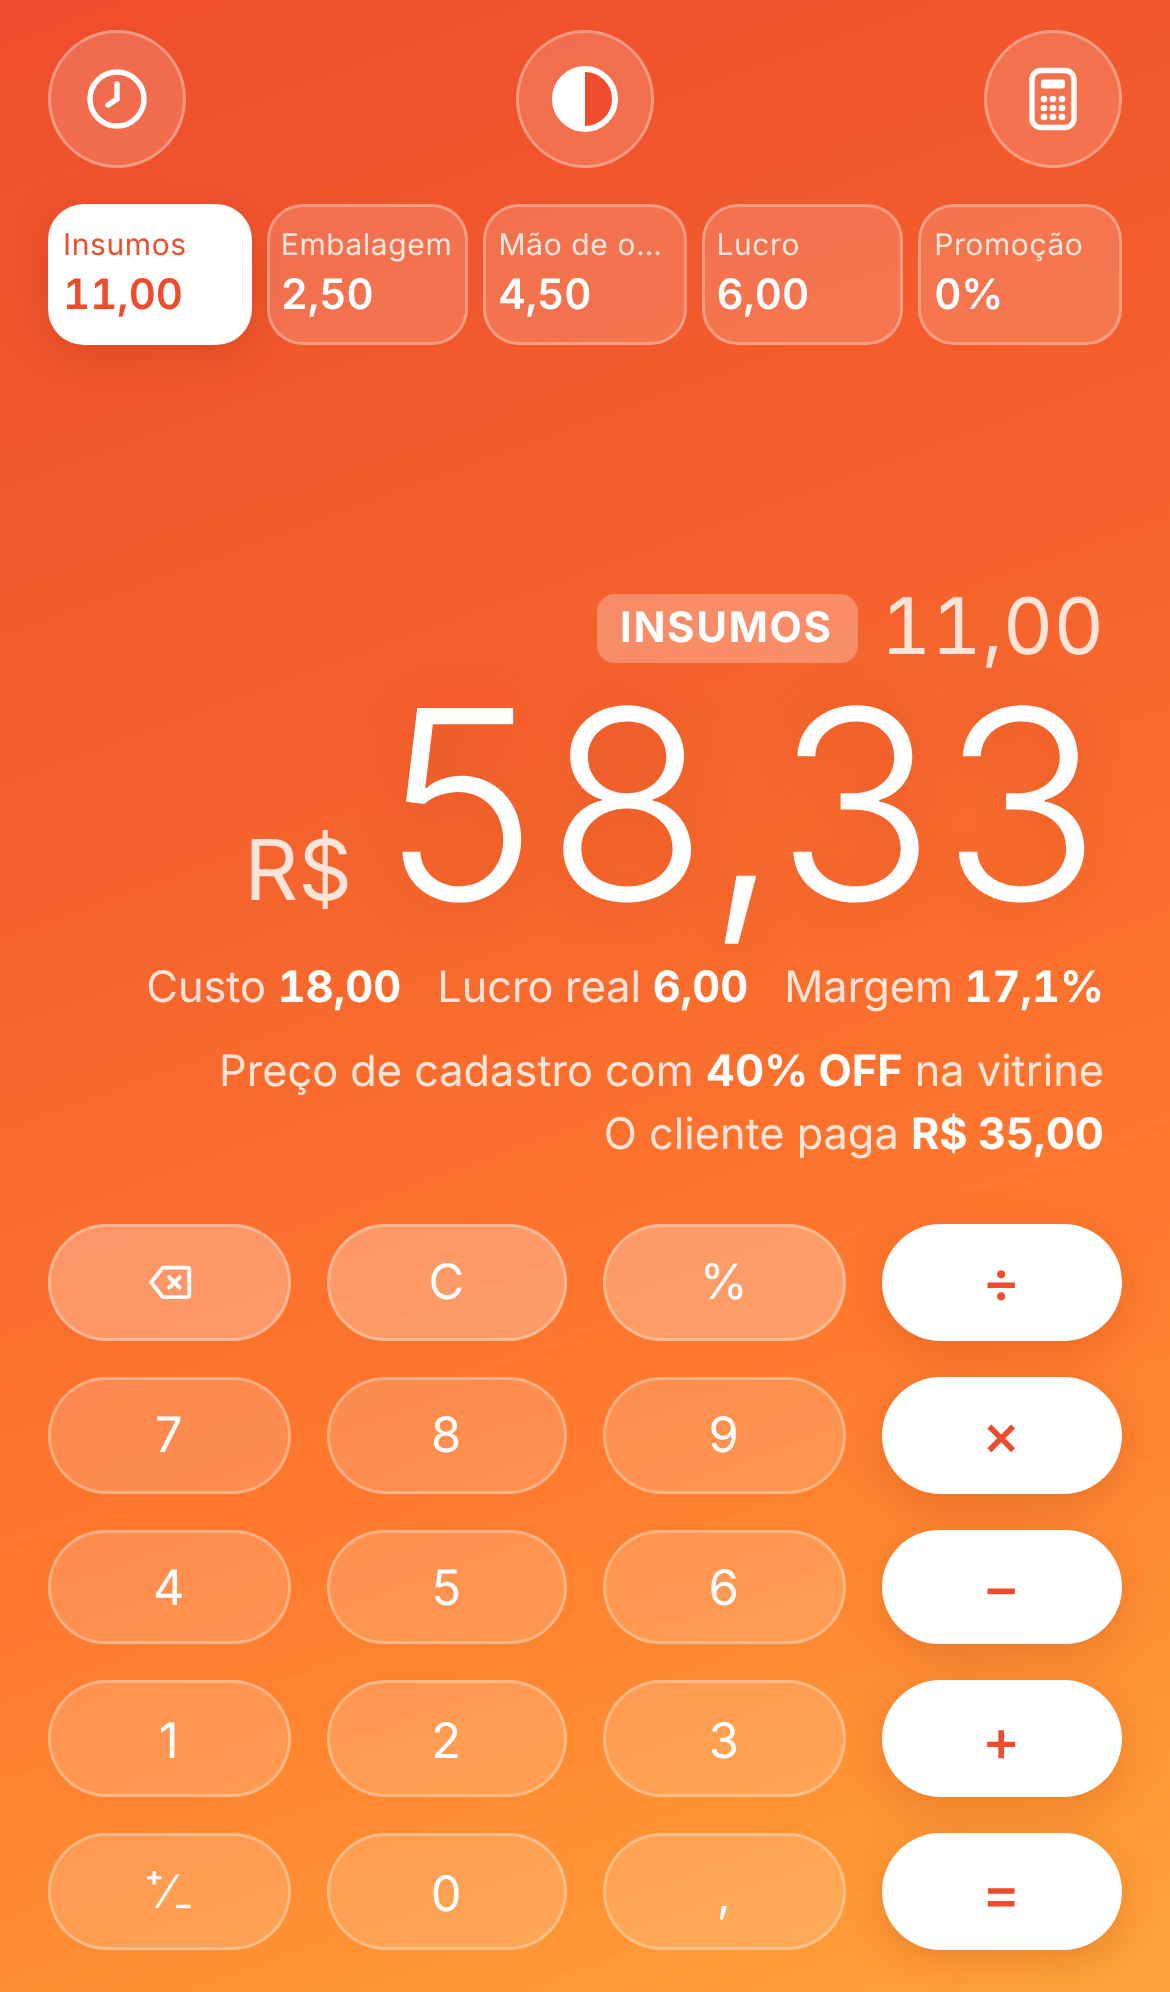 Insumos Embalagem Mão de o... Lucro Promoção
11,00 2,50 4,50 6,00 0%
INSUMOS 11,00
R$ 58,33
Custo 18,00 Lucro real 6,00 Margem 17,1%
Preço de cadastro com 40% OFF na vitrine
O cliente paga R$ 35,00
C % ÷
7 8 9 ×
4 5 6 −
1 2 3 +
+/− 0 , =